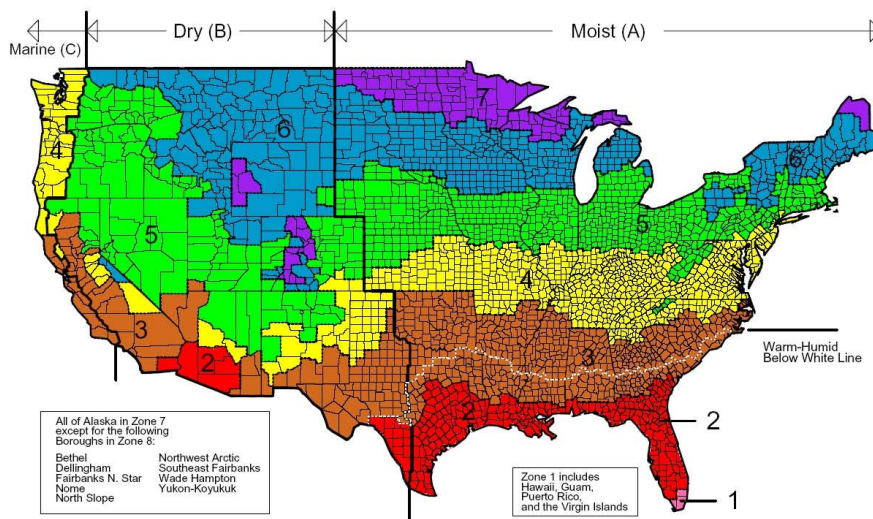 Dry (B)
Moist (A)
Marine (C)
7
6
6
4
5
5
4
3
3
2
2
Warm-Humid
Below White Line
2
1
All of Alaska in Zone 7
except for the following
Boroughs in Zone 8:
Bethel Northwest Arctic
Dellingham Southeast Fairbanks
Fairbanks N. Star Wade Hampton
Nome Yukon-Koyukuk
North Slope
Zone 1 includes
Hawaii, Guam,
Puerto Rico,
and the Virgin Islands